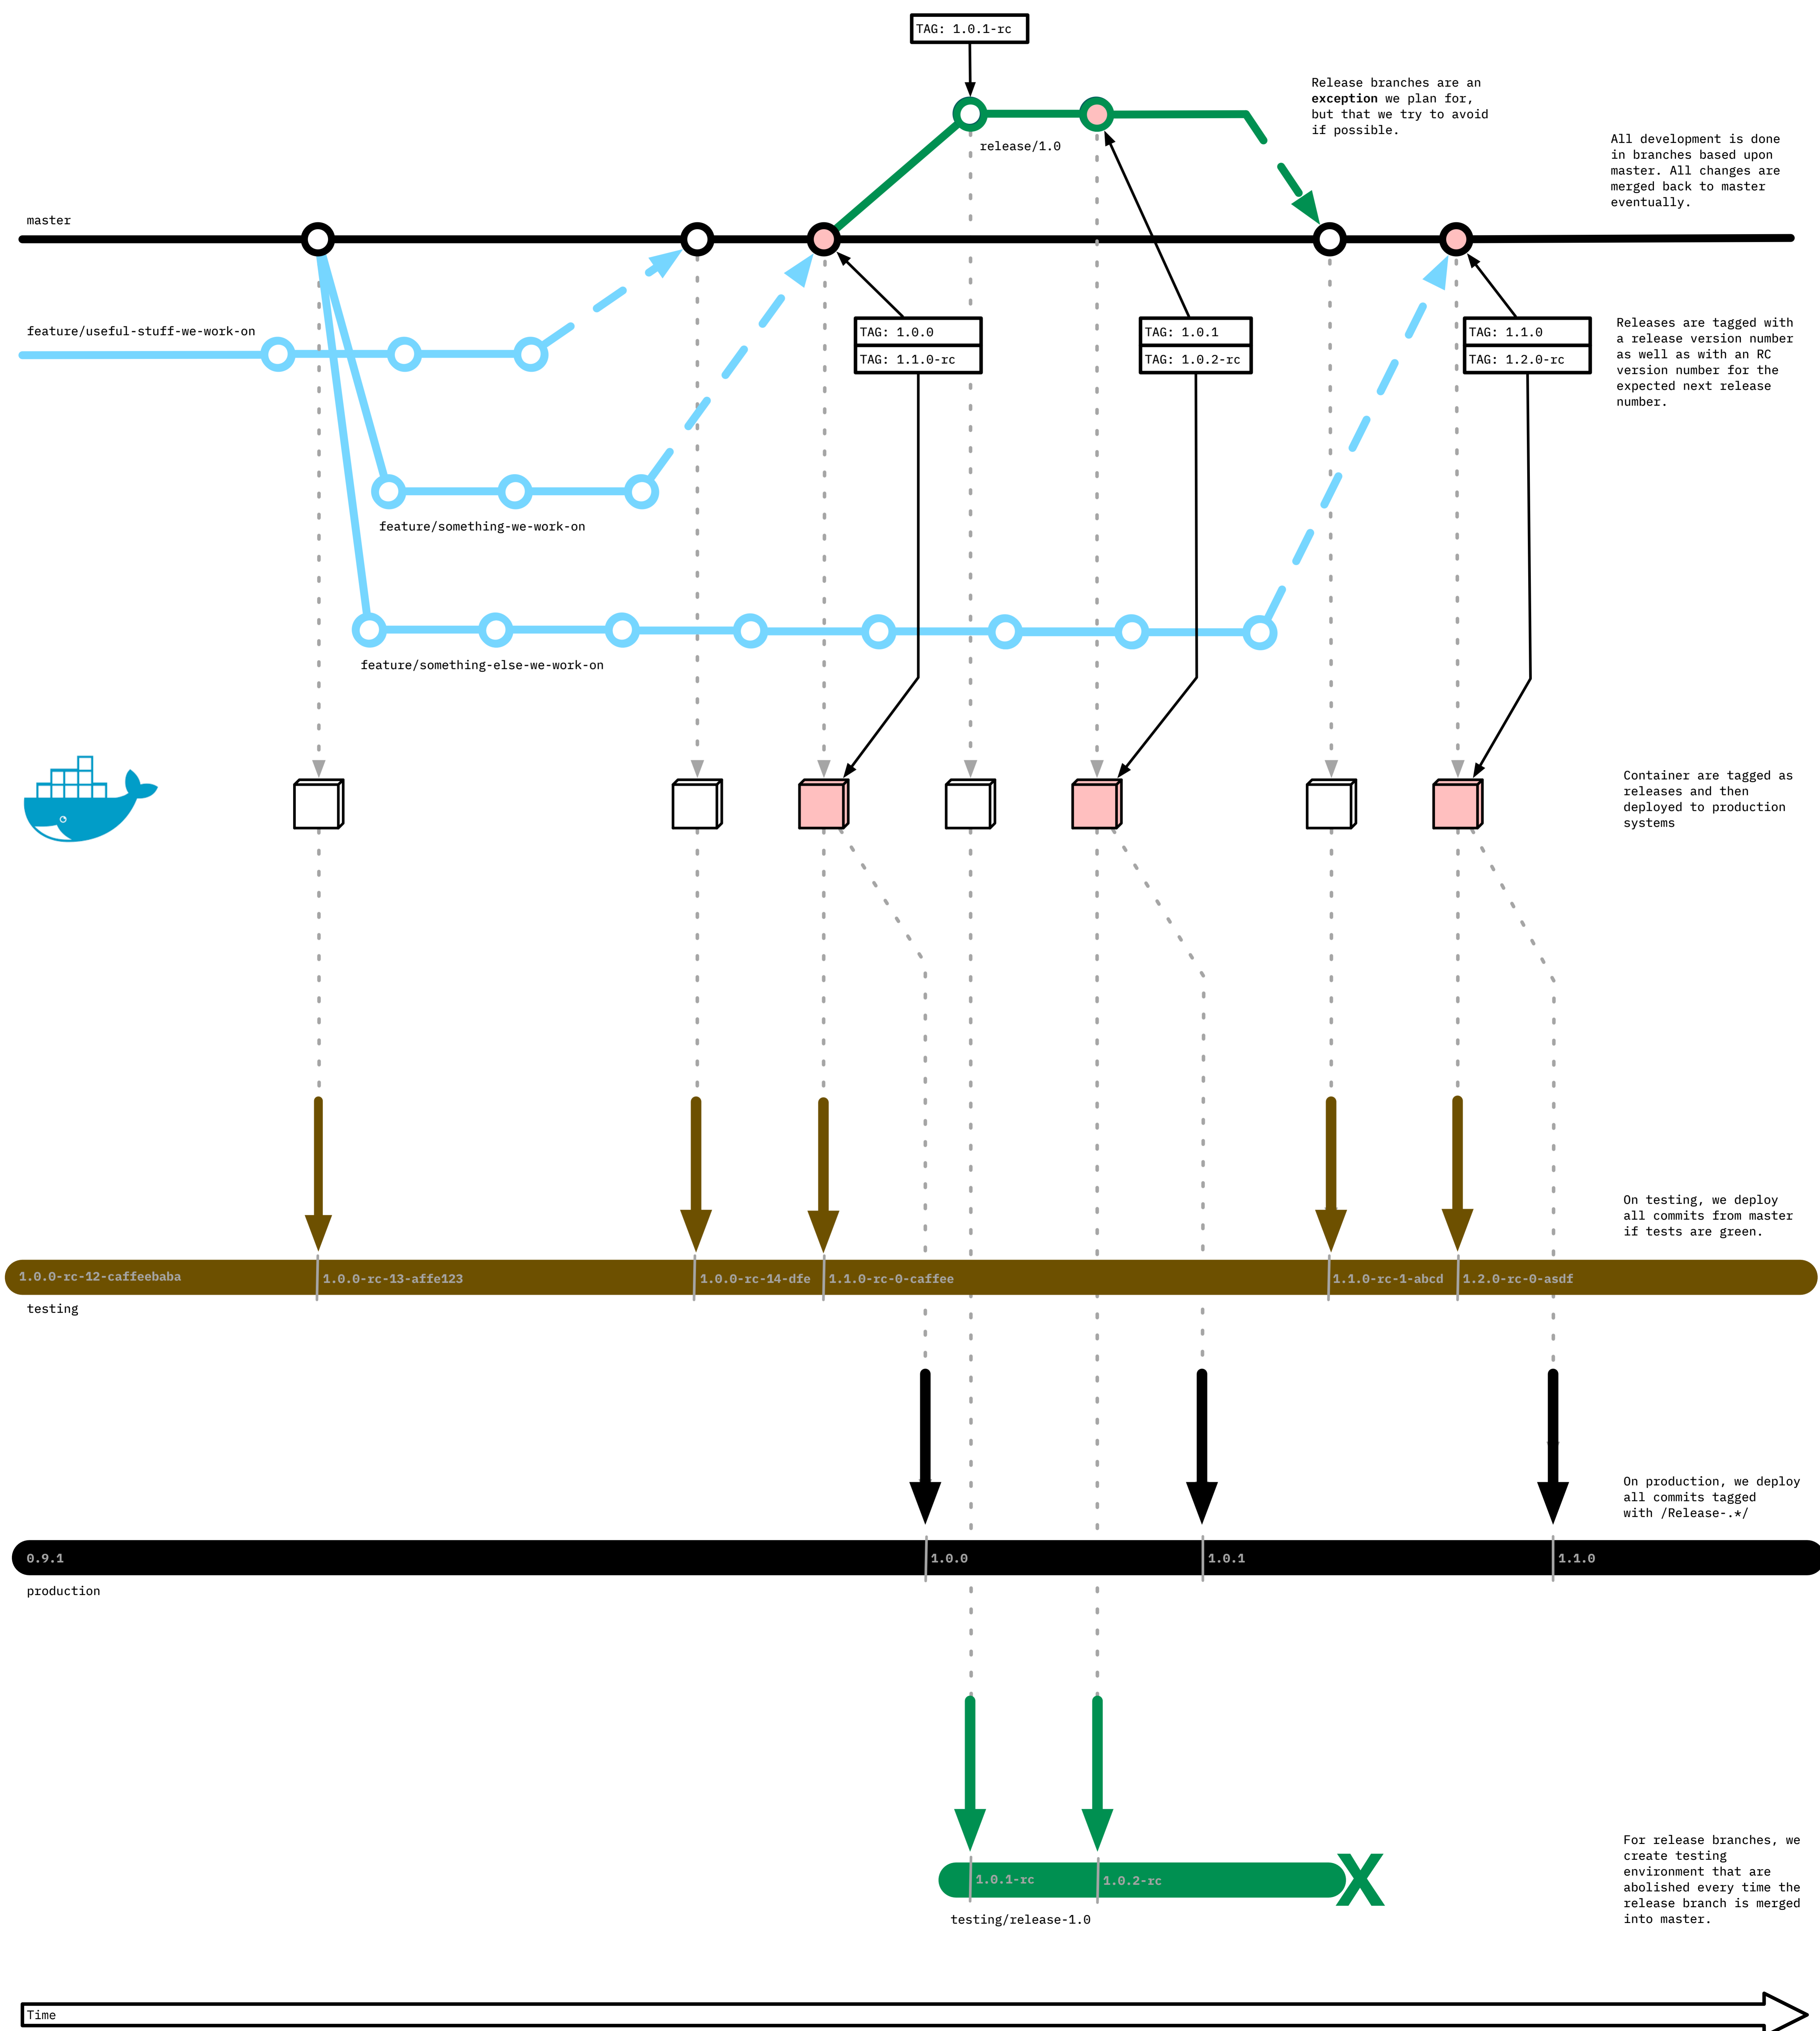 TAG: 1.0.1-rc
Release branches are an
exception we plan for,
but that we try to avoid
if possible.
release/1.0
All development is done
in branches based upon
master. All changes are
merged back to master
eventually.
master
feature/useful-stuff-we-work-on
TAG: 1.0.0
TAG: 1.1.0-rc
TAG: 1.0.1
TAG: 1.0.2-rc
TAG: 1.1.0
TAG: 1.2.0-rc
Releases are tagged with
a release version number
as well as with an RC
version number for the
expected next release
number.
feature/something-we-work-on
feature/something-else-we-work-on
Container are tagged as
releases and then
deployed to production
systems
On testing, we deploy
all commits from master
if tests are green.
1.0.0-rc-12-caffeebaba
1.0.0-rc-13-affe123
1.0.0-rc-14-dfe
1.1.0-rc-0-caffee
1.1.0-rc-1-abcd
1.2.0-rc-0-asdf
testing
On production, we deploy
all commits tagged
with /Release-.*/
0.9.1
1.0.0
1.0.1
1.1.0
production
For release branches, we
create testing
environment that are
abolished every time the
release branch is merged
into master.
1.0.1-rc
1.0.2-rc
X
testing/release-1.0
Time